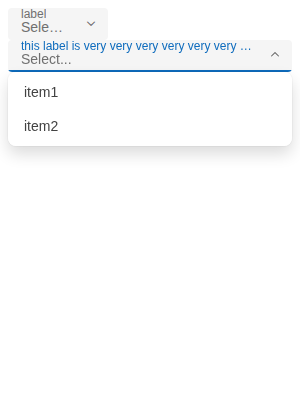 label
Sele…
this label is very very very very very very …
Select...
item1
item2